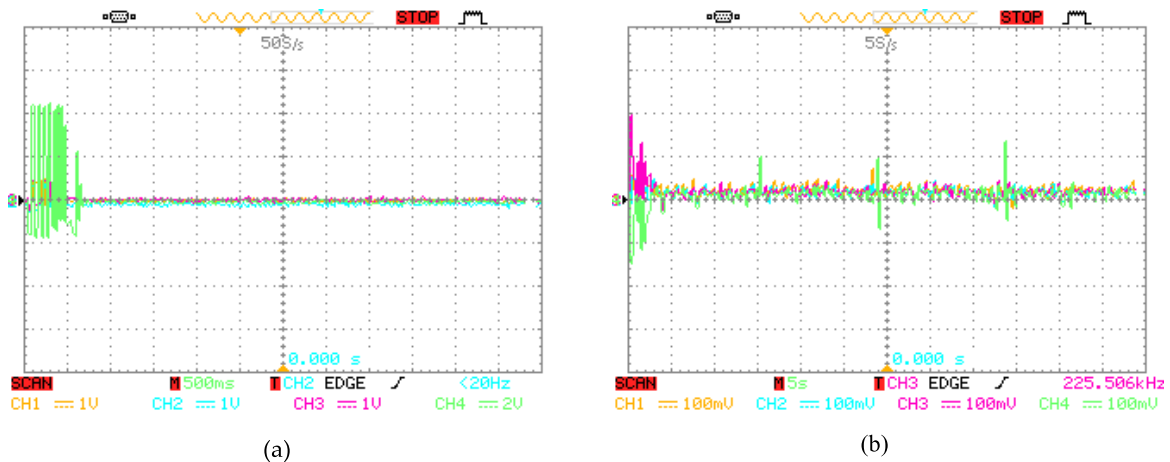 STOP
50S/s
0.000 s
SCAN M 500ms T CH2 EDGE <20Hz
CH1 1V CH2 1V CH3 1V CH4 2V
(a)
STOP
5S/s
0.000 s
SCAN M 5s T CH3 EDGE 225.506kHz
CH1 100mV CH2 100mV CH3 100mV CH4 100mV
(b)